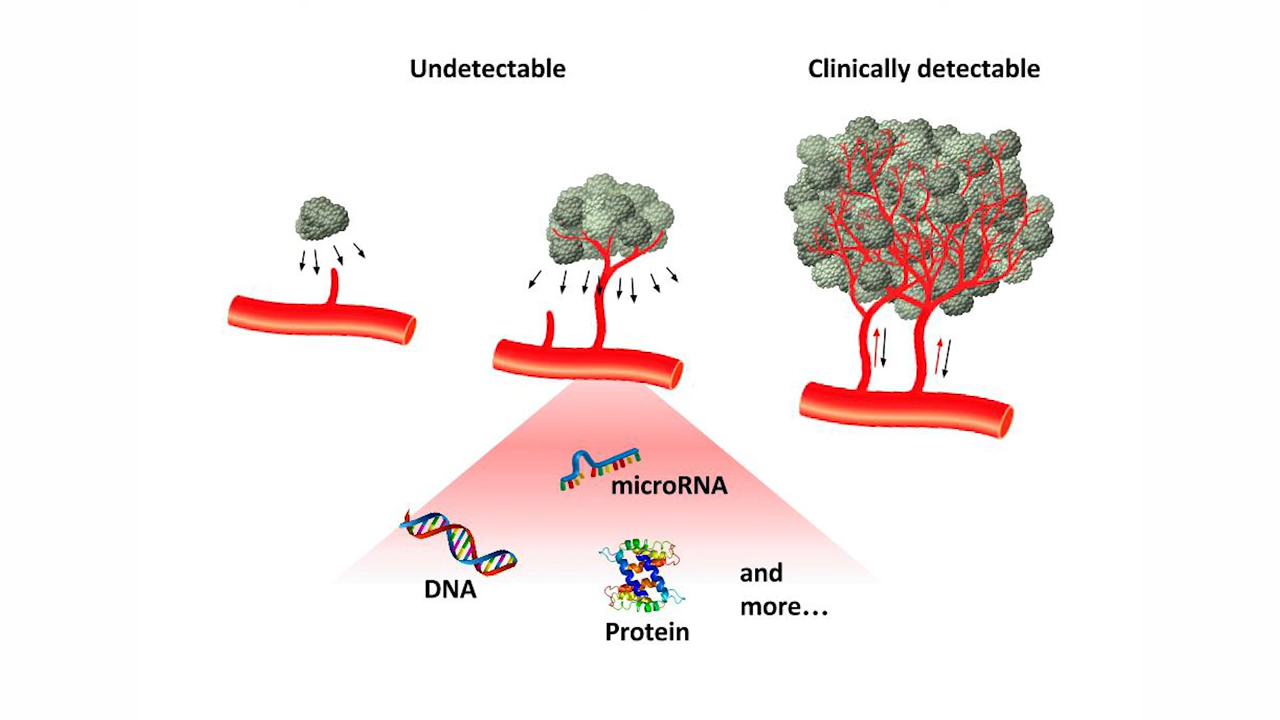 Undetectable
Clinically detectable
microRNA
DNA
Protein
and
more...